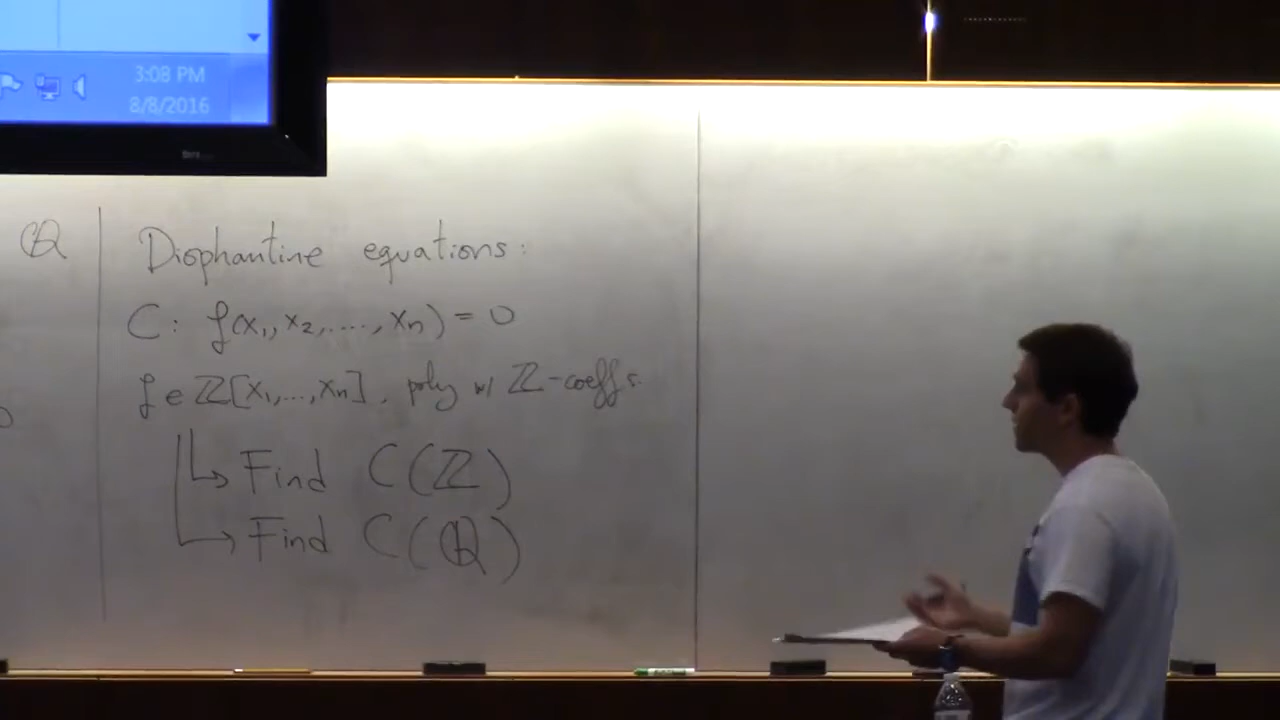 3:08 PM
8/8/2016
ℚ
Diophantine equations:
C: f(x₁, x₂, ...., xₙ) = 0
f ∈ ℤ[x₁,...,xₙ], poly w/ ℤ-coeffs.
↳ Find C(ℤ)
↳ Find C(ℚ)